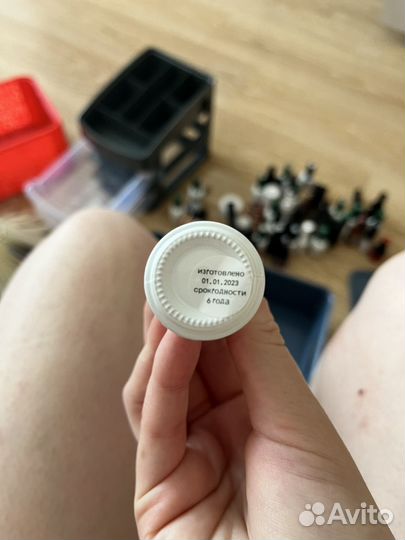 изготовлено
01.01.2023
срокгодности
6 года
Avito